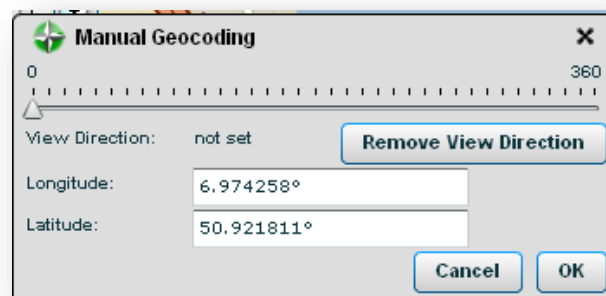 Manual Geocoding
0 360
View Direction: not set Remove View Direction
Longitude: 6.974258°
Latitude: 50.921811°
Cancel OK